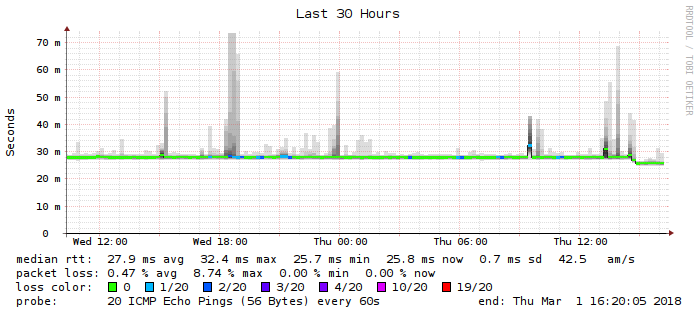 Last 30 Hours
RRDTOOL / TOBI OETIKER
Seconds
70 m
60 m
50 m
40 m
30 m
20 m
10 m
0
Wed 12:00 Wed 18:00 Thu 00:00 Thu 06:00 Thu 12:00
median rtt: 27.9 ms avg 32.4 ms max 25.7 ms min 25.8 ms now 0.7 ms sd 42.5 am/s
packet loss: 0.47 % avg 8.74 % max 0.00 % min 0.00 % now
loss color: 0 1/20 2/20 3/20 4/20 10/20 19/20
probe: 20 ICMP Echo Pings (56 Bytes) every 60s end: Thu Mar 1 16:20:05 2018